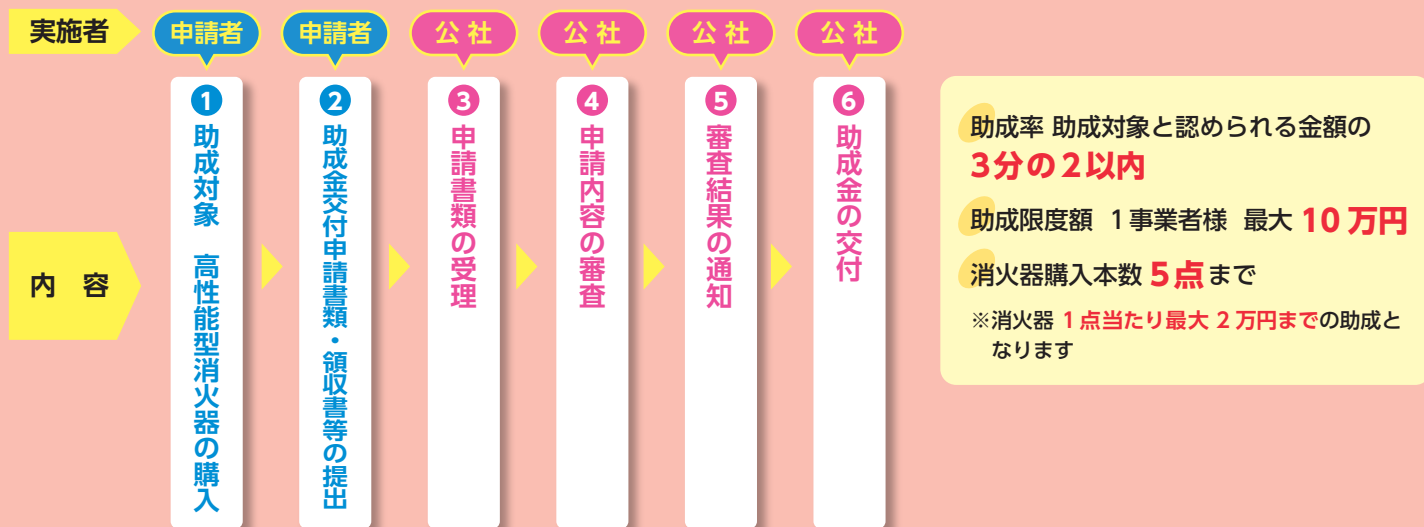 実施者
申請者
申請者
公 社
公 社
公 社
公 社
内 容
❶助成対象 高性能型消火器の購入
❷助成金交付申請書類・領収書等の提出
❸申請書類の受理
❹申請内容の審査
❺審査結果の通知
❻助成金の交付
助成率 助成対象と認められる金額の
3分の2以内
助成限度額 1事業者様 最大 10万円
消火器購入本数 5点まで
※消火器 1点当たり最大 2万円までの助成と
なります